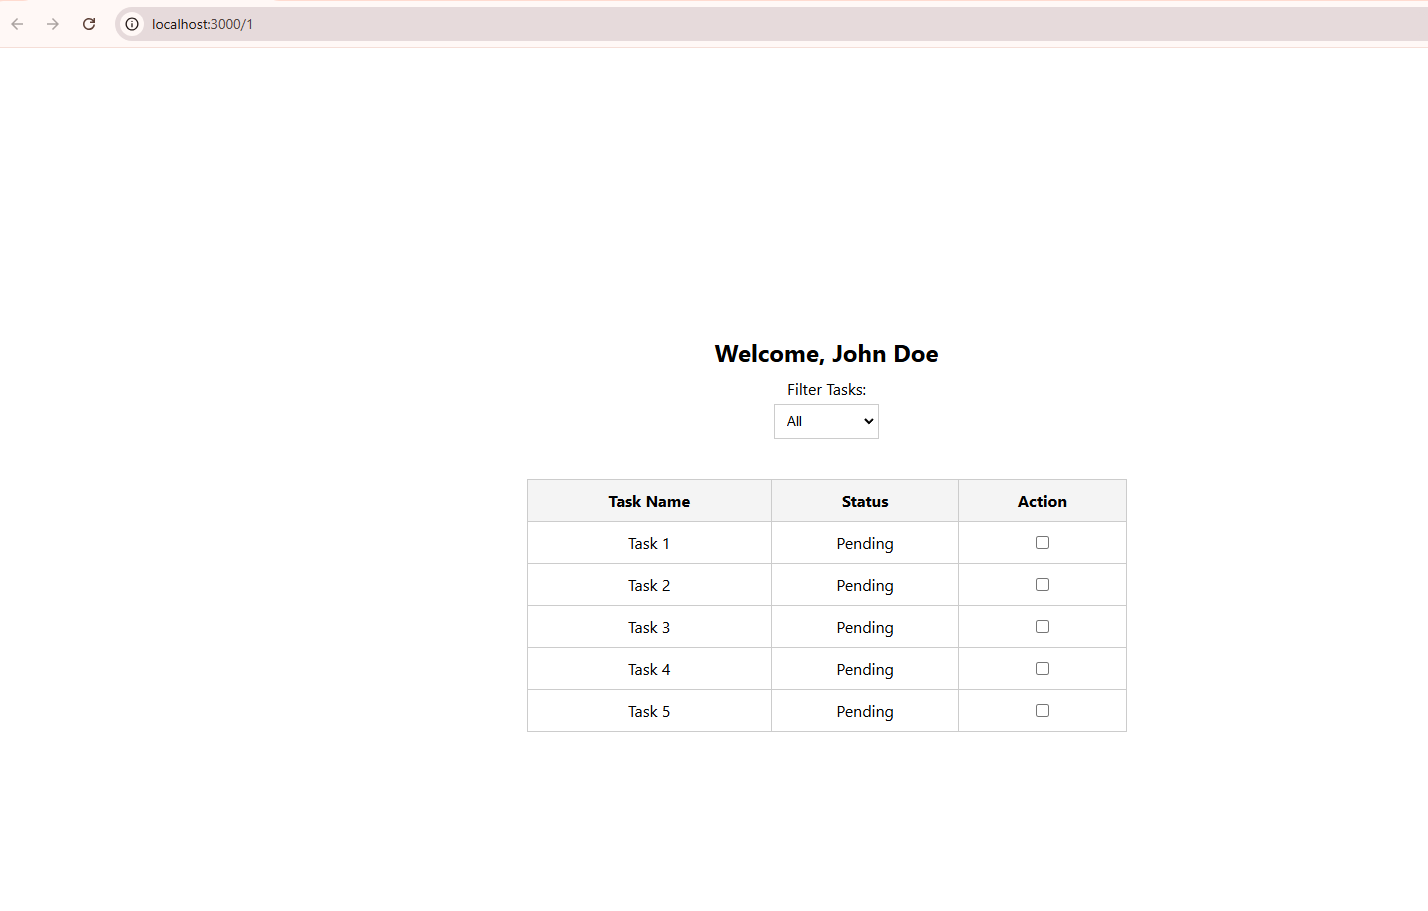 localhost:3000/1
Welcome, John Doe
Filter Tasks:
All
Task Name Status Action
Task 1 Pending
Task 2 Pending
Task 3 Pending
Task 4 Pending
Task 5 Pending